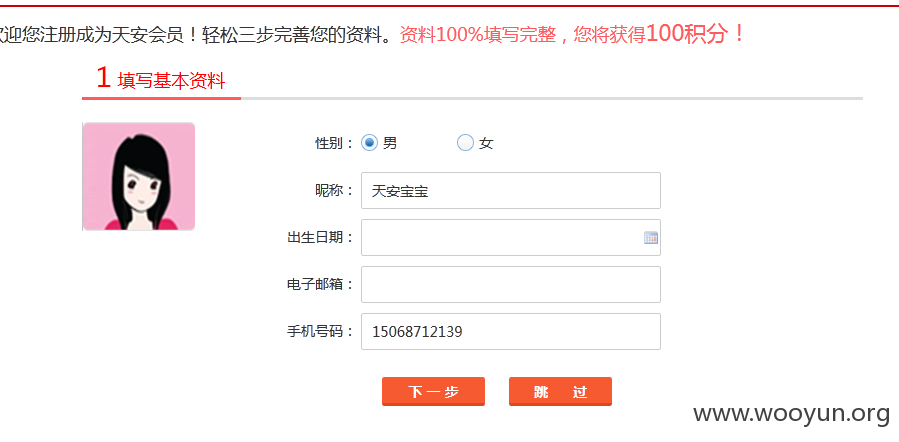 迎您注册成为天安会员！轻松三步完善您的资料。资料100%填写完整，您将获得100积分！
1 填写基本资料
性别： 男 女
昵称： 天安宝宝
出生日期：
电子邮箱：
手机号码： 15068712139
下一步 跳 过
www.wooyun.org